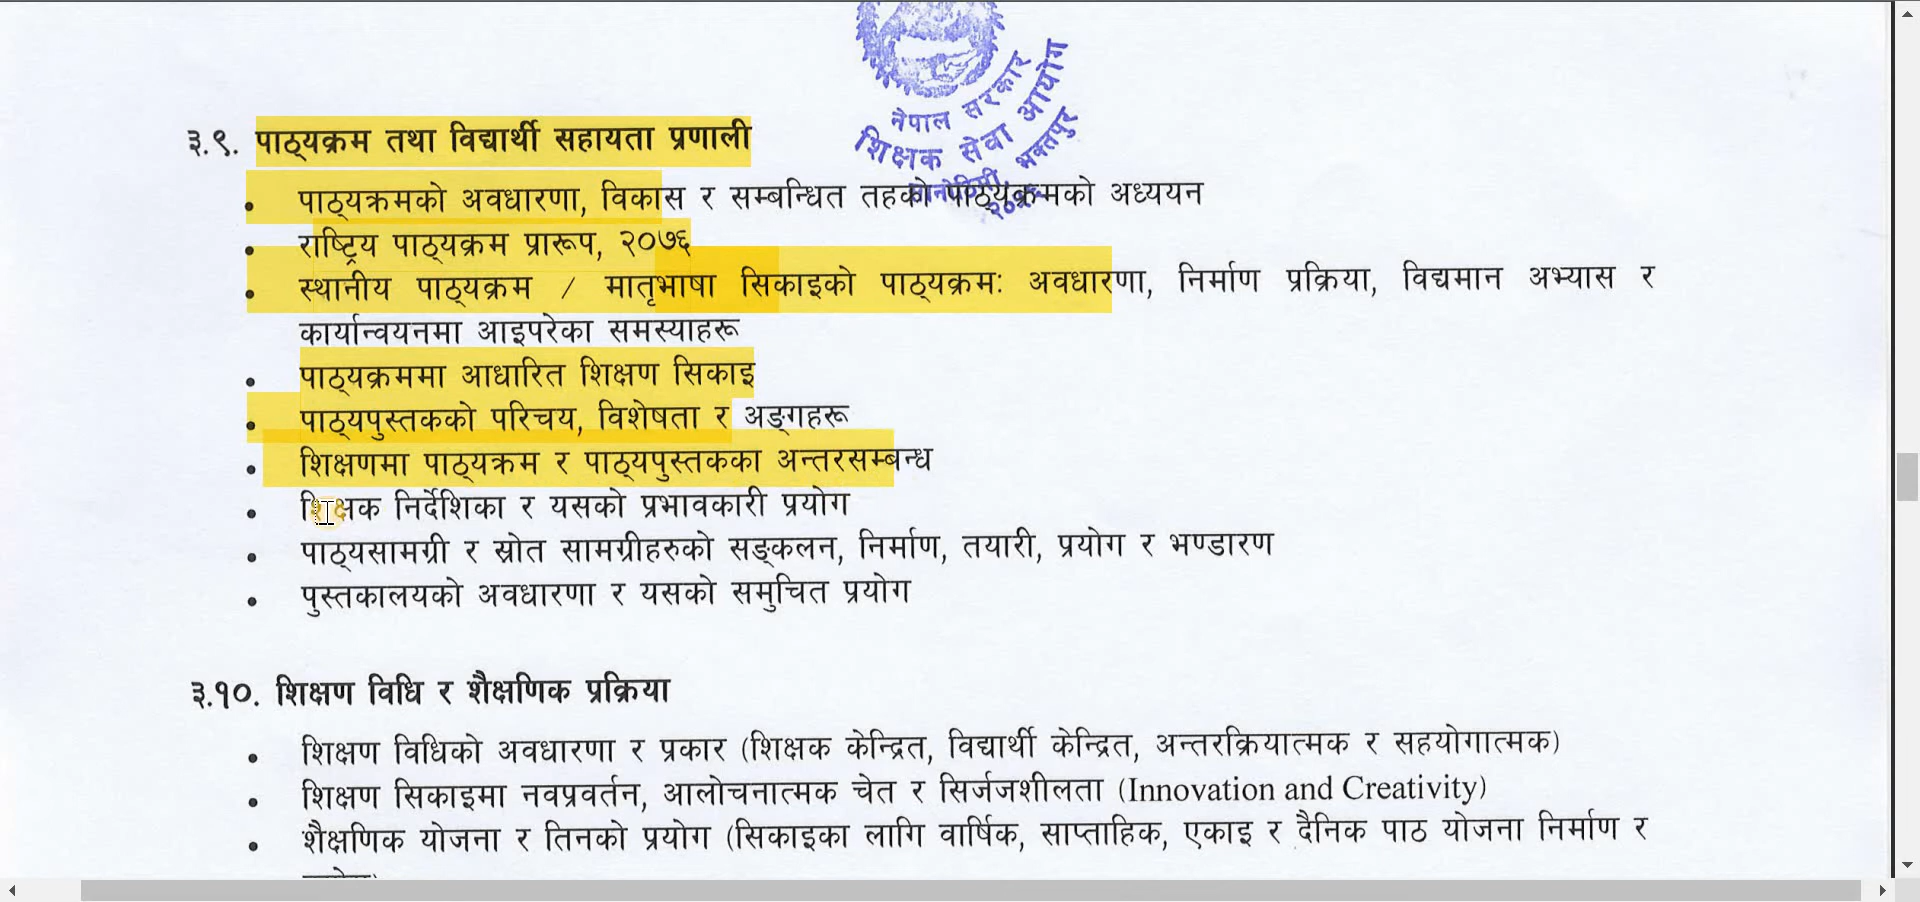 नेपाल सरकार
शिक्षक सेवा आयोग
भक्तपुर
३.९. पाठ्यक्रम तथा विद्यार्थी सहायता प्रणाली
• पाठ्यक्रमको अवधारणा, विकास र सम्बन्धित तहको पाठ्यक्रमको अध्ययन
• राष्ट्रिय पाठ्यक्रम प्रारूप, २०७६
• स्थानीय पाठ्यक्रम / मातृभाषा सिकाइको पाठ्यक्रमः अवधारणा, निर्माण प्रक्रिया, विद्यमान अभ्यास र
कार्यान्वयनमा आइपरेका समस्याहरू
• पाठ्यक्रममा आधारित शिक्षण सिकाइ
• पाठ्यपुस्तकको परिचय, विशेषता र अङ्गहरू
• शिक्षणमा पाठ्यक्रम र पाठ्यपुस्तकका अन्तरसम्बन्ध
• शिक्षक निर्देशिका र यसको प्रभावकारी प्रयोग
• पाठ्यसामग्री र स्रोत सामग्रीहरुको सङ्कलन, निर्माण, तयारी, प्रयोग र भण्डारण
• पुस्तकालयको अवधारणा र यसको समुचित प्रयोग
३.१०. शिक्षण विधि र शैक्षणिक प्रक्रिया
• शिक्षण विधिको अवधारणा र प्रकार (शिक्षक केन्द्रित, विद्यार्थी केन्द्रित, अन्तरक्रियात्मक र सहयोगात्मक)
• शिक्षण सिकाइमा नवप्रवर्तन, आलोचनात्मक चेत र सिर्जजशीलता (Innovation and Creativity)
• शैक्षणिक योजना र तिनको प्रयोग (सिकाइका लागि वार्षिक, साप्ताहिक, एकाइ र दैनिक पाठ योजना निर्माण र